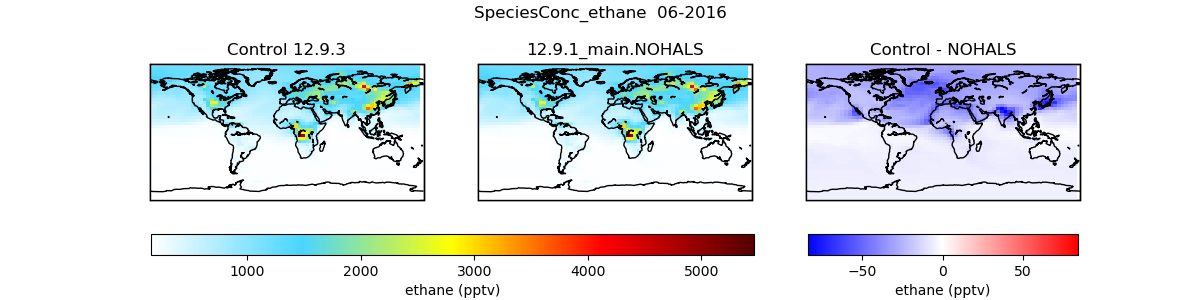 SpeciesConc_ethane  06-2016
Control 12.9.3
12.9.1_main.NOHALS
Control - NOHALS
1000 2000 3000 4000 5000
ethane (pptv)
−50 0 50
ethane (pptv)